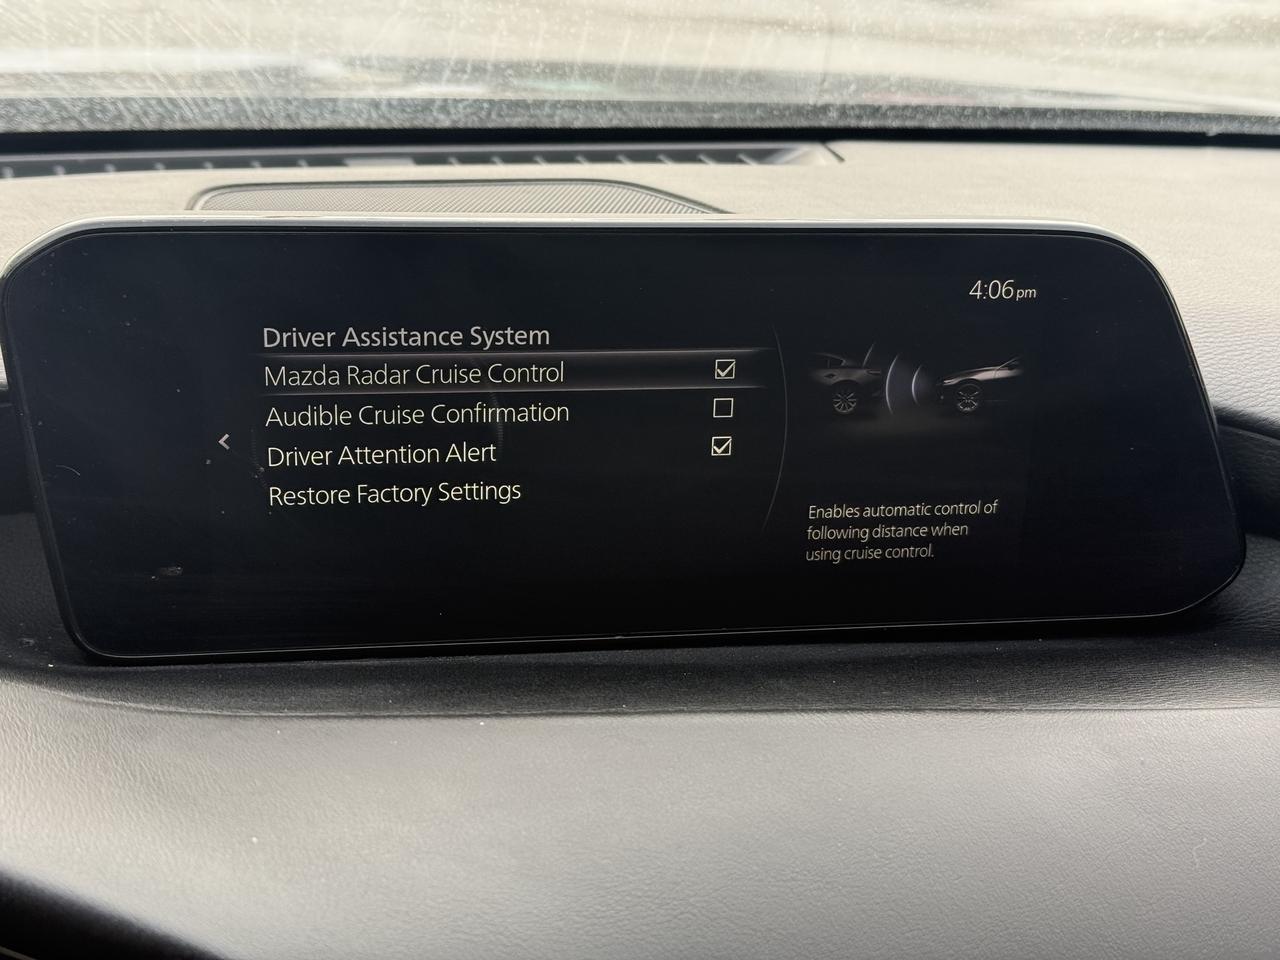 4:06pm
Driver Assistance System
Mazda Radar Cruise Control
Audible Cruise Confirmation
Driver Attention Alert
Restore Factory Settings
Enables automatic control of
following distance when
using cruise control.